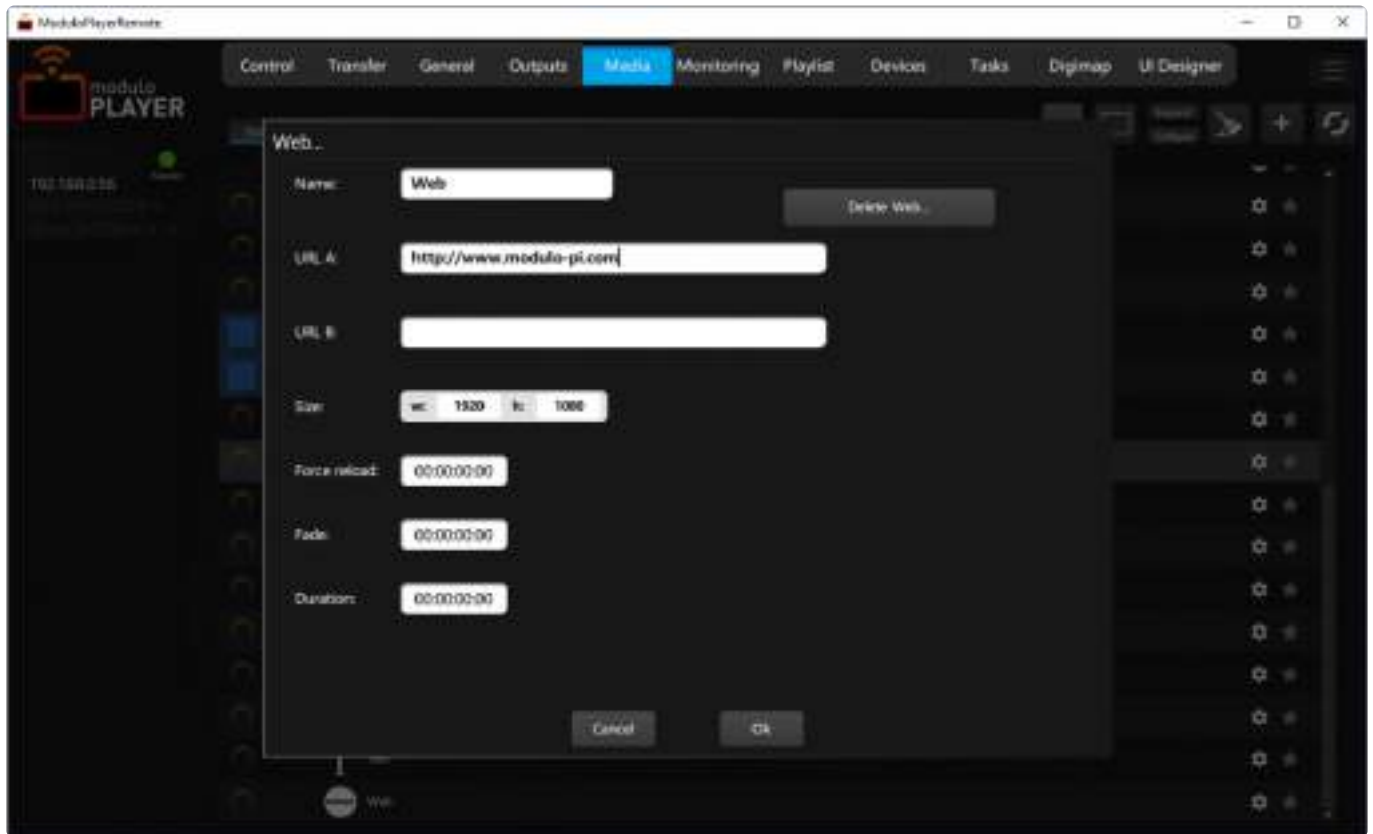 ModuloPlayerRemote
modulo
PLAYER
Control Transfer General Outputs Media Monitoring Playlist Devices Tasks Digimap UI Designer
Web...
Name: Web
Delete Web...
URL A: http://www.modulo-pi.com
URL B:
Size: w: 1920 h: 1080
Force reload: 00:00:00:00
Fade: 00:00:00:00
Duration: 00:00:00:00
Cancel Ok
Web